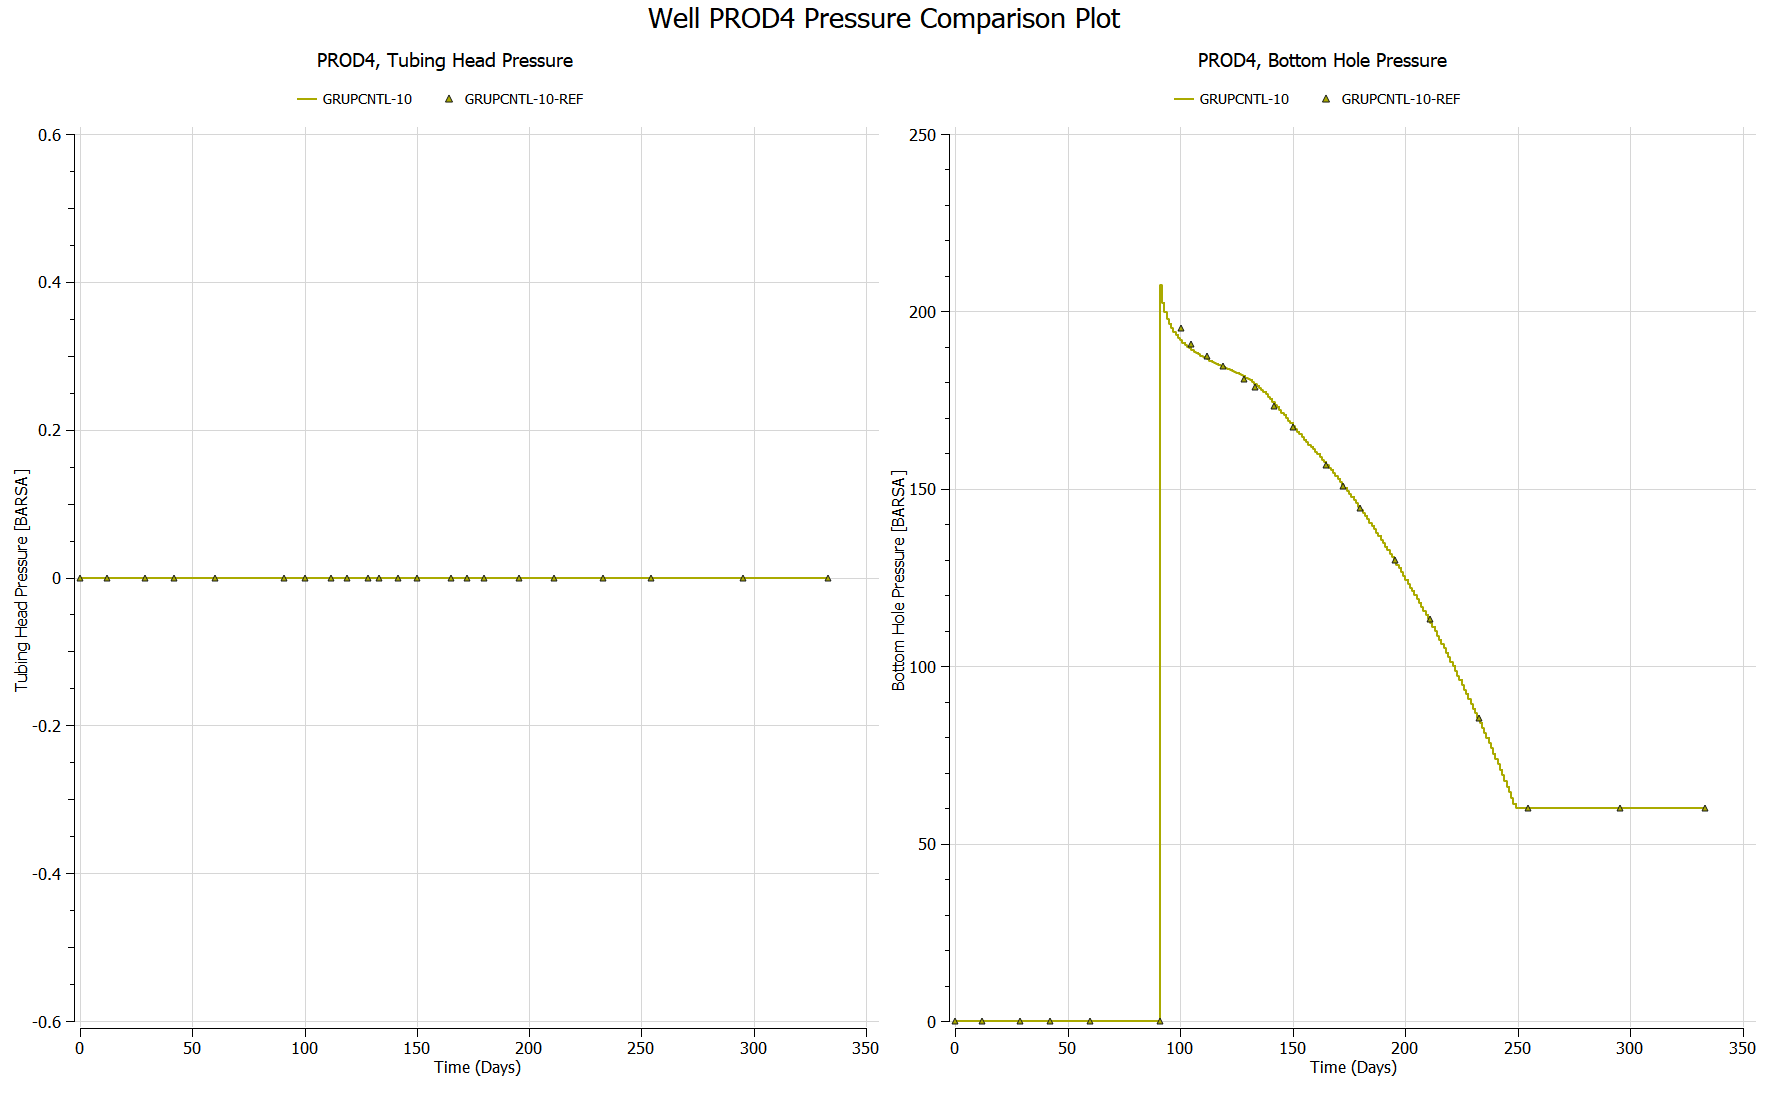 Well PROD4 Pressure Comparison Plot
PROD4, Tubing Head Pressure
GRUPCNTL-10
GRUPCNTL-10-REF
0.6
0.4
0.2
0
-0.2
-0.4
-0.6
Tubing Head Pressure [BARSA]
0 50 100 150 200 250 300 350
Time (Days)
PROD4, Bottom Hole Pressure
GRUPCNTL-10
GRUPCNTL-10-REF
250
200
150
100
50
0
Bottom Hole Pressure [BARSA]
0 50 100 150 200 250 300 350
Time (Days)